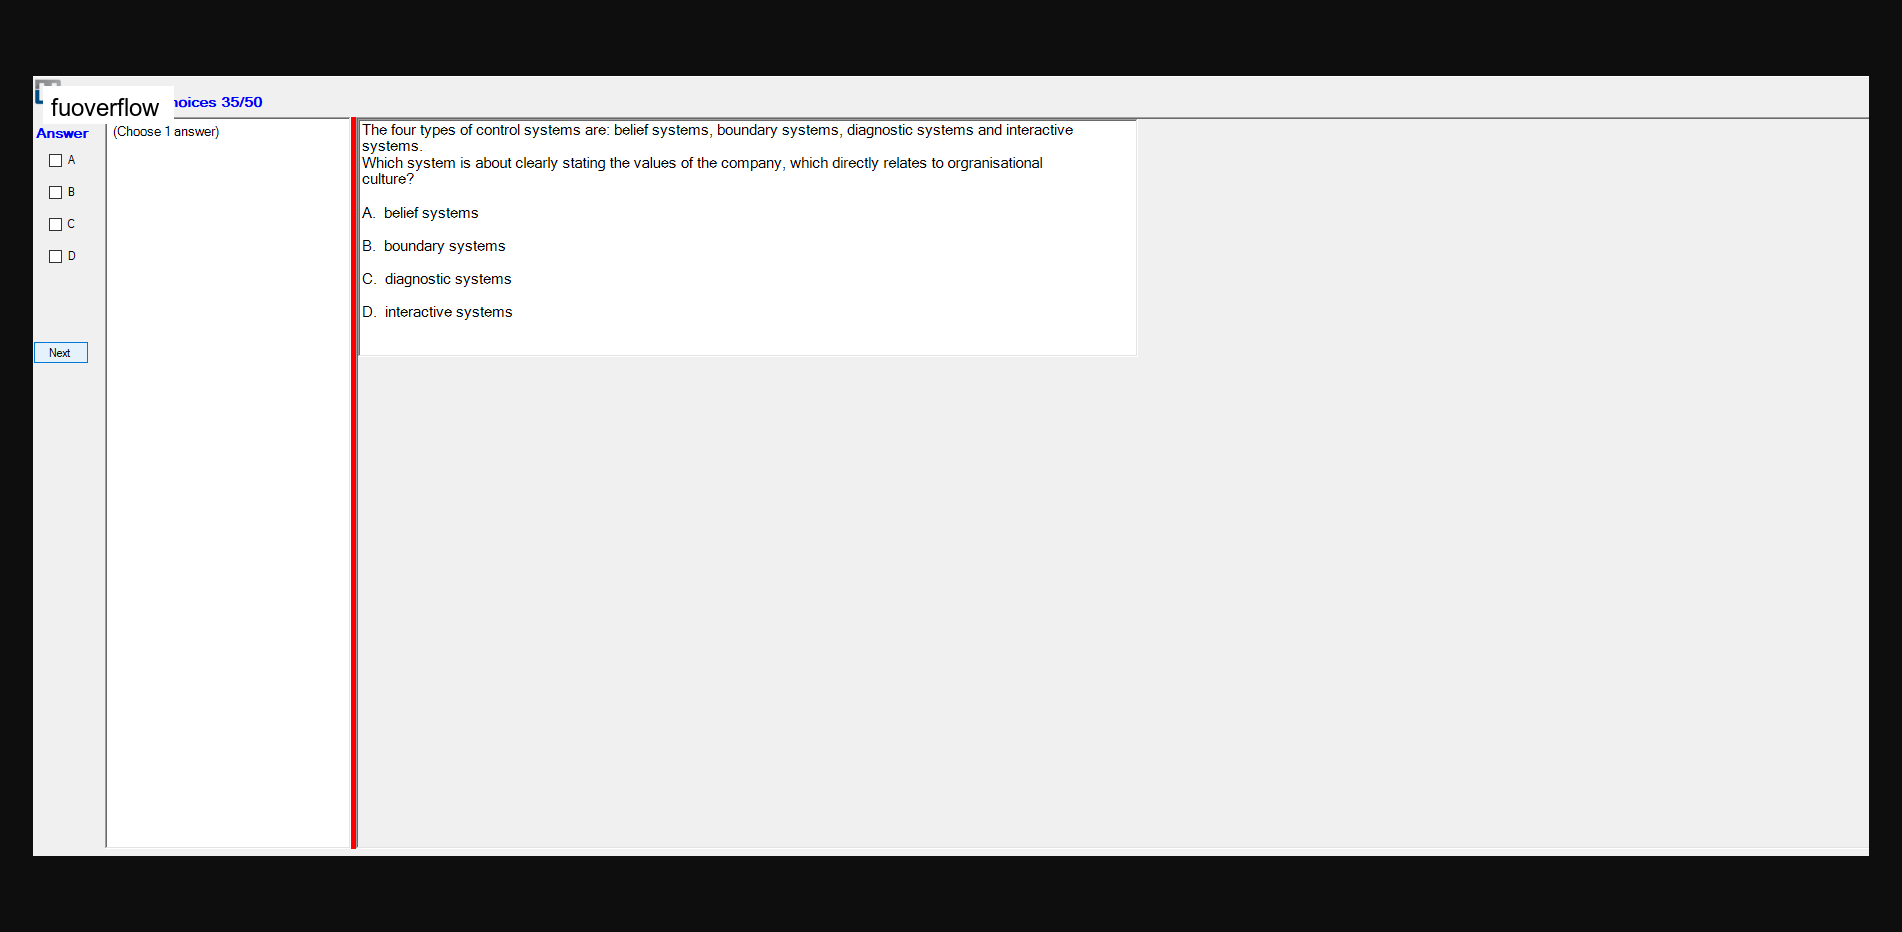 fuoverflow
hoices 35/50
Answer
(Choose 1 answer)
A
B
C
D
Next
The four types of control systems are: belief systems, boundary systems, diagnostic systems and interactive
systems.
Which system is about clearly stating the values of the company, which directly relates to orgranisational
culture?
A. belief systems
B. boundary systems
C. diagnostic systems
D. interactive systems